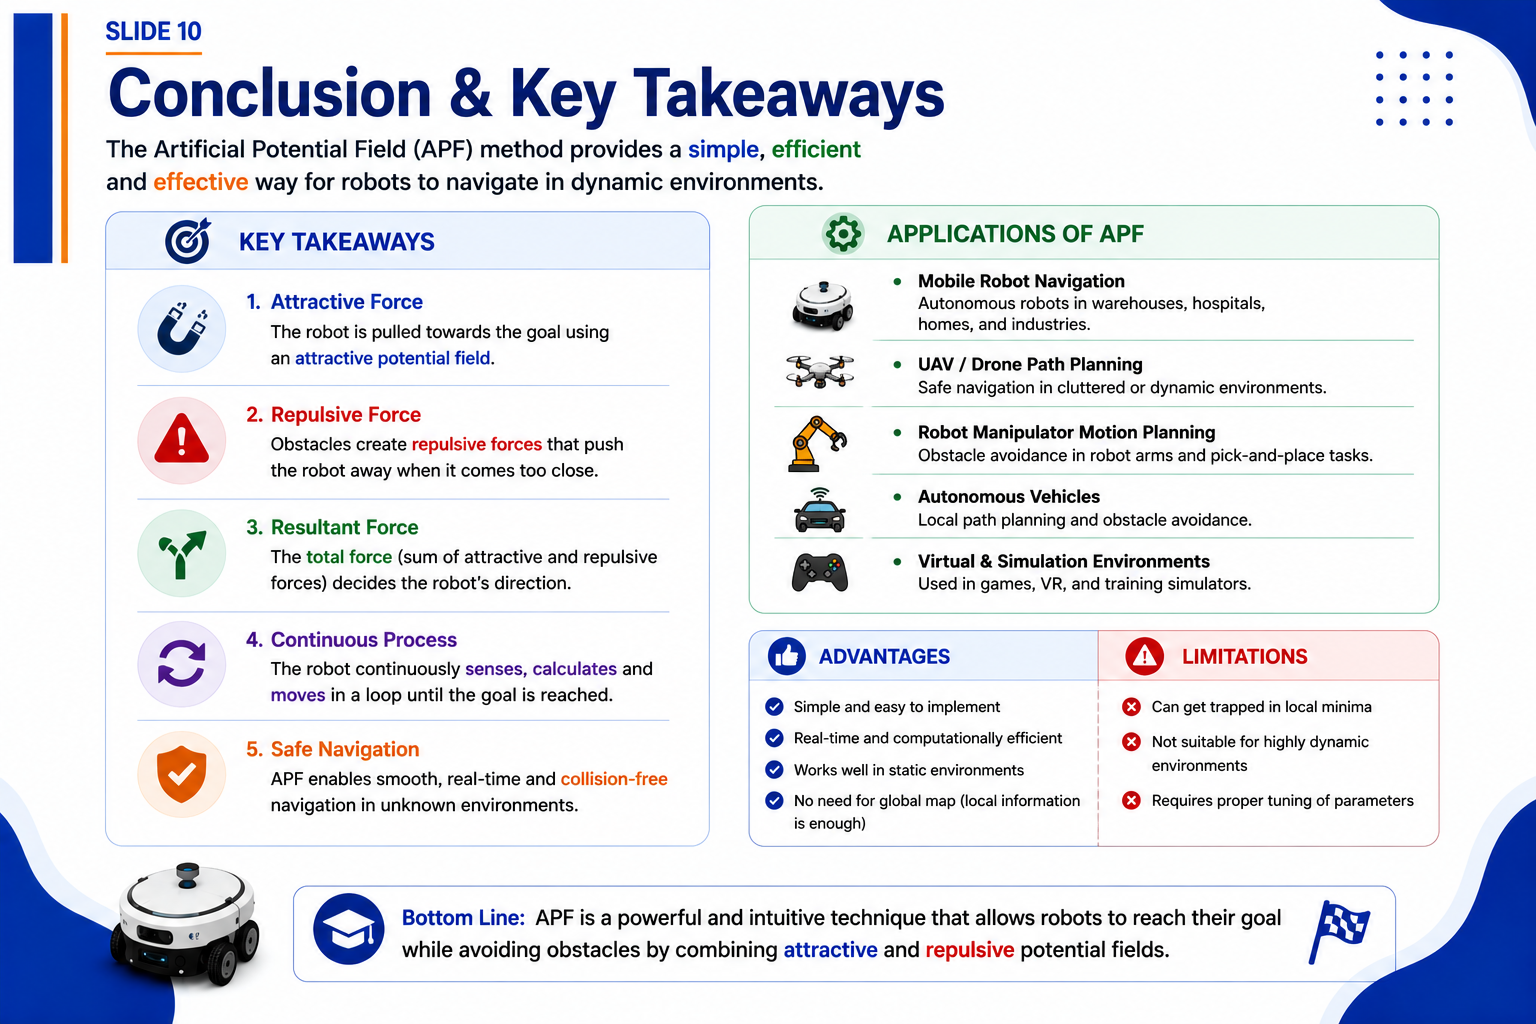 SLIDE 10
Conclusion & Key Takeaways
The Artificial Potential Field (APF) method provides a simple, efficient
and effective way for robots to navigate in dynamic environments.
KEY TAKEAWAYS
1. Attractive Force
The robot is pulled towards the goal using
an attractive potential field.
2. Repulsive Force
Obstacles create repulsive forces that push
the robot away when it comes too close.
3. Resultant Force
The total force (sum of attractive and repulsive
forces) decides the robot's direction.
4. Continuous Process
The robot continuously senses, calculates and
moves in a loop until the goal is reached.
5. Safe Navigation
APF enables smooth, real-time and collision-free
navigation in unknown environments.
APPLICATIONS OF APF
• Mobile Robot Navigation
Autonomous robots in warehouses, hospitals,
homes, and industries.
• UAV / Drone Path Planning
Safe navigation in cluttered or dynamic environments.
• Robot Manipulator Motion Planning
Obstacle avoidance in robot arms and pick-and-place tasks.
• Autonomous Vehicles
Local path planning and obstacle avoidance.
• Virtual & Simulation Environments
Used in games, VR, and training simulators.
ADVANTAGES
Simple and easy to implement
Real-time and computationally efficient
Works well in static environments
No need for global map (local information
is enough)
LIMITATIONS
Can get trapped in local minima
Not suitable for highly dynamic
environments
Requires proper tuning of parameters
Bottom Line: APF is a powerful and intuitive technique that allows robots to reach their goal
while avoiding obstacles by combining attractive and repulsive potential fields.